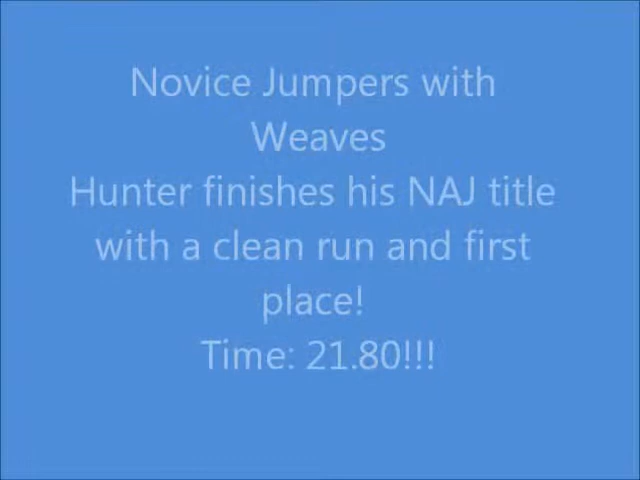 Novice Jumpers with
Weaves
Hunter finishes his NAJ title
with a clean run and first
place!
Time: 21.80!!!